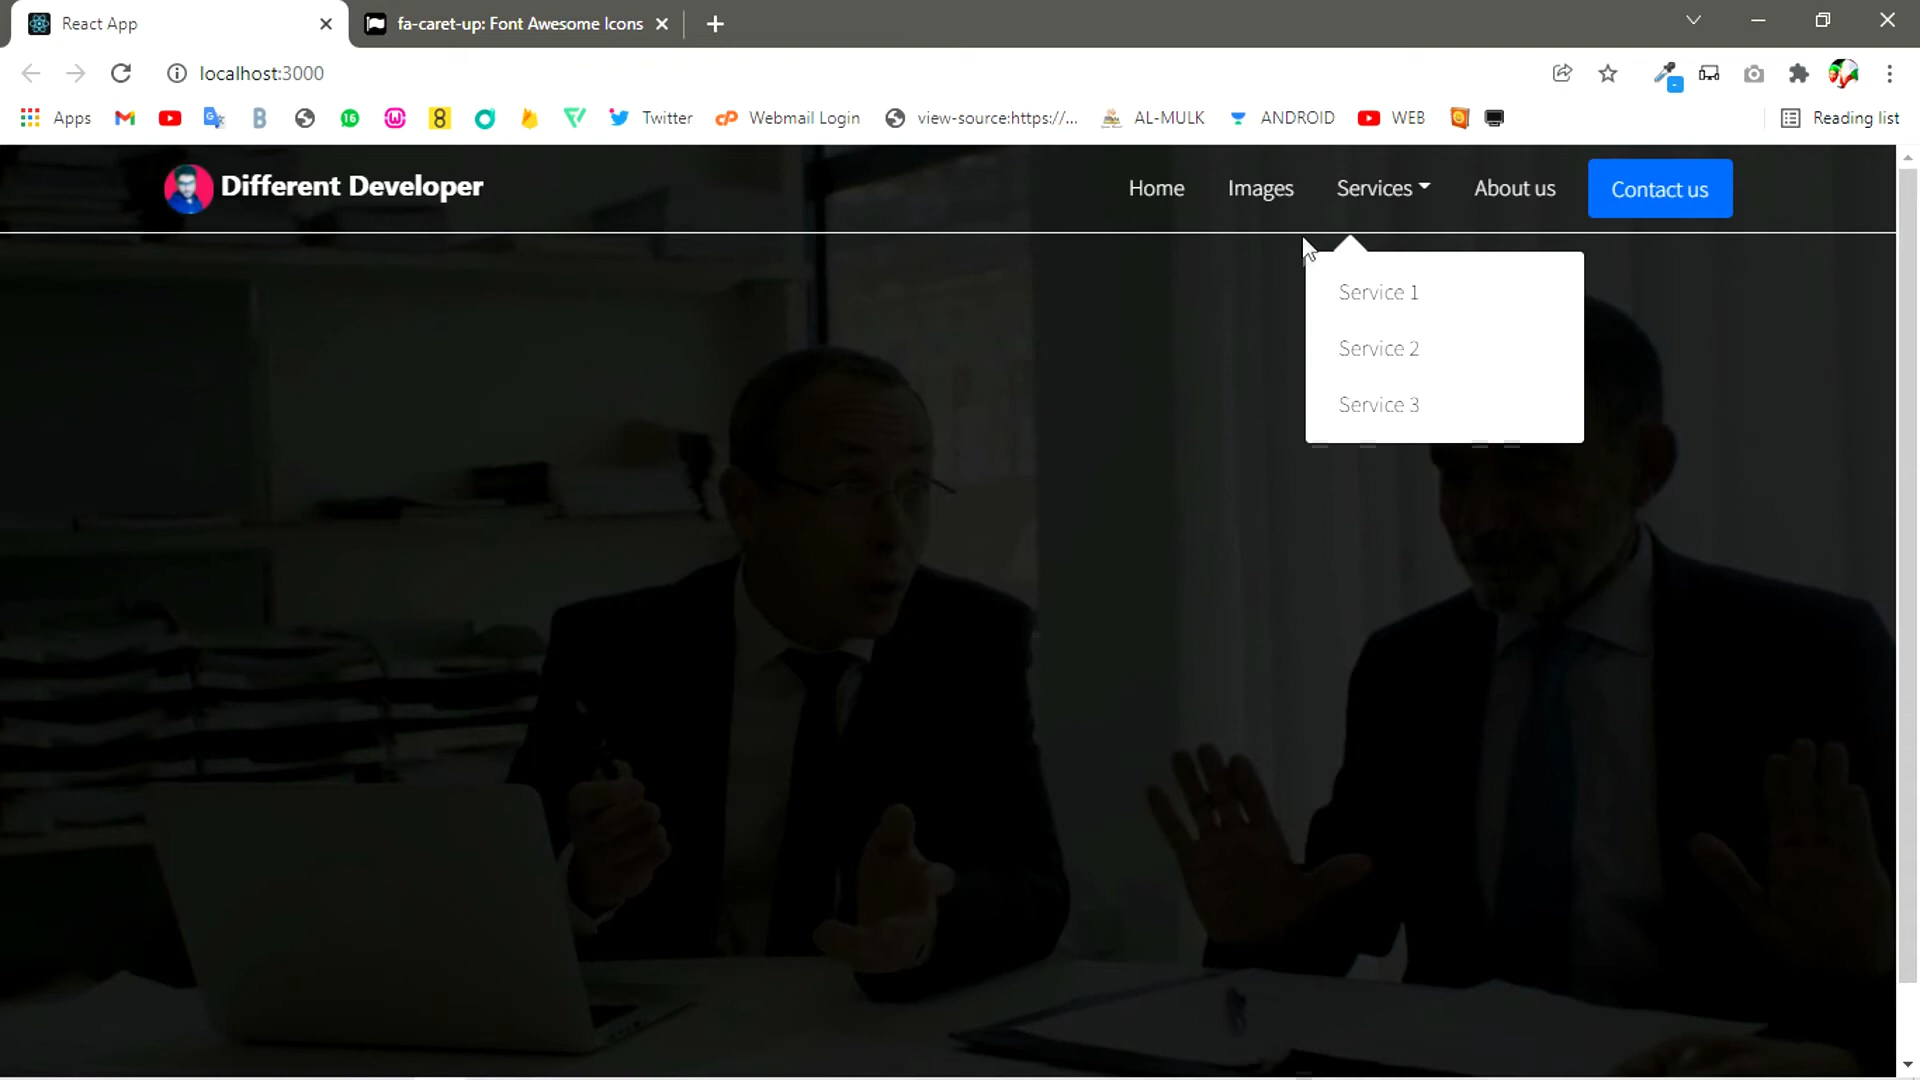 React App
fa-caret-up: Font Awesome Icons
localhost:3000
Apps
16
8
Twitter
Webmail Login
view-source:https://...
AL-MULK
ANDROID
WEB
Reading list
Different Developer
Home
Images
Services
About us
Contact us
Service 1
Service 2
Service 3